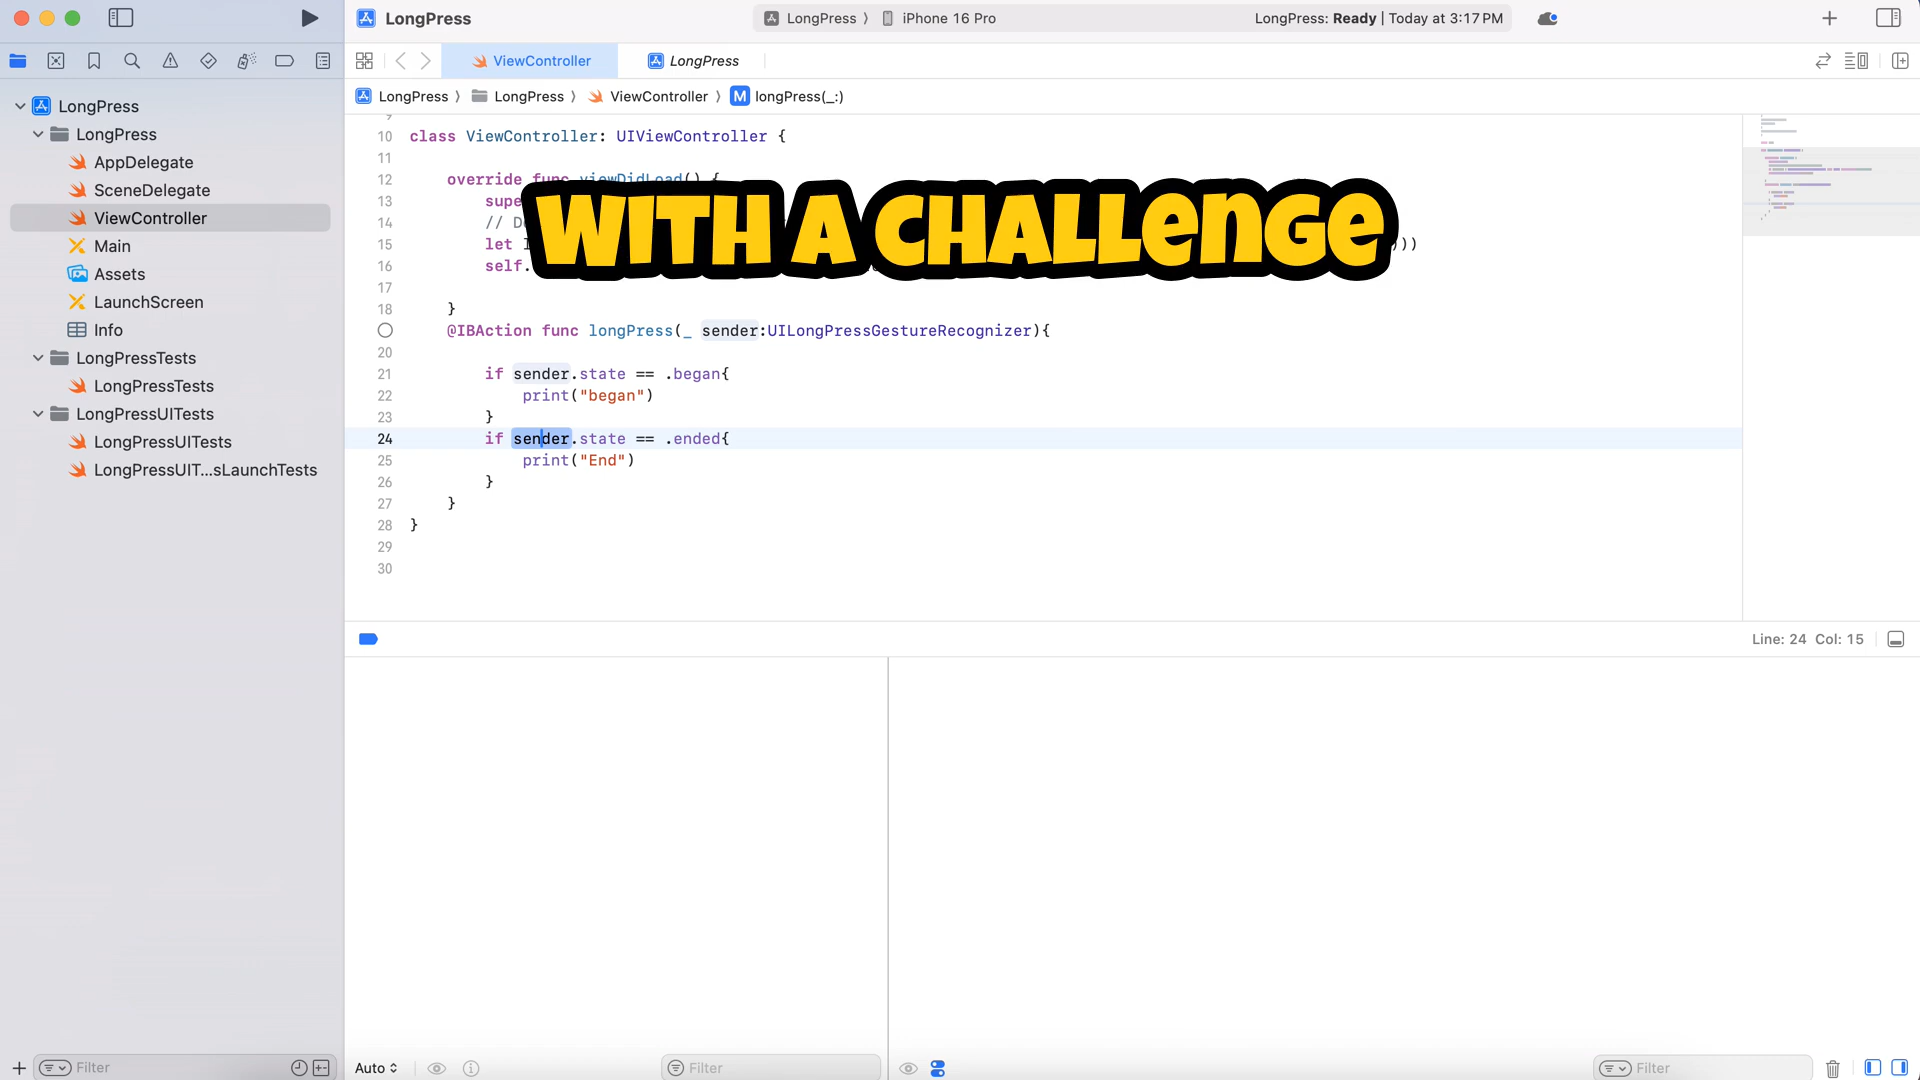 LongPress
LongPress 〉 iPhone 16 Pro
LongPress: Ready | Today at 3:17 PM
ViewController
LongPress
LongPress 〉 LongPress 〉 ViewController 〉 M longPress(_:)
LongPress
LongPress
AppDelegate
SceneDelegate
ViewController
Main
Assets
LaunchScreen
Info
LongPressTests
LongPressTests
LongPressUITests
LongPressUITests
LongPressUIT...sLaunchTests
9
10 class ViewController: UIViewController {
11
12 override func viewDidLoad() {
13 supe
14 //
15 let
16 self.
17
18 }
WITH A CHALLENGE
)))
@IBAction func longPress(_ sender:UILongPressGestureRecognizer){
20
21 if sender.state == .began{
22 print("began")
23 }
24 if sender.state == .ended{
25 print("End")
26 }
27 }
28 }
29
30
Line: 24 Col: 15
Filter
Auto
Filter
Filter